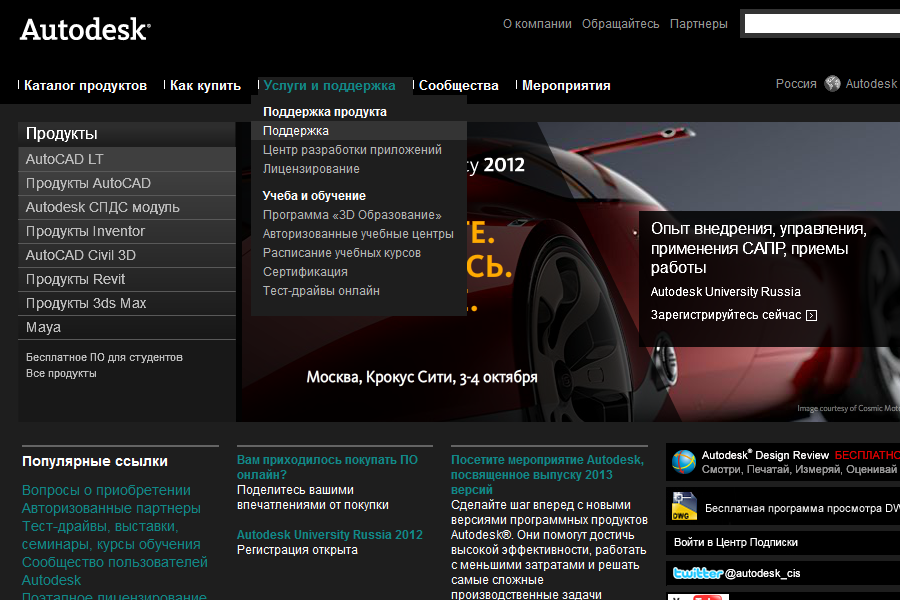 Autodesk®
О компании Обращайтесь Партнеры
Каталог продуктов Как купить Услуги и поддержка Сообщества Мероприятия
Россия Autodesk
Поддержка продукта
Поддержка
Центр разработки приложений
Лицензирование
Учеба и обучение
Программа «3D Образование»
Авторизованные учебные центры
Расписание учебных курсов
Сертификация
Тест-драйвы онлайн
Продукты
AutoCAD LT
Продукты AutoCAD
Autodesk СПДС модуль
Продукты Inventor
AutoCAD Civil 3D
Продукты Revit
Продукты 3ds Max
Maya
Бесплатное ПО для студентов
Все продукты
ty 2012
ТЕ.
СЬ.
Москва, Крокус Сити, 3-4 октября
Опыт внедрения, управления,
применения САПР, приемы
работы
Autodesk University Russia
Зарегистрируйтесь сейчас
Image courtesy of Cosmic Mot
Популярные ссылки
Вопросы о приобретении
Авторизованные партнеры
Тест-драйвы, выставки,
семинары, курсы обучения
Сообщество пользователей
Autodesk
Поэтапное лицензирование
Вам приходилось покупать ПО
онлайн?
Поделитесь вашими
впечатлениями от покупки
Autodesk University Russia 2012
Регистрация открыта
Посетите мероприятие Autodesk,
посвященное выпуску 2013
версий
Сделайте шаг вперед с новыми
версиями программных продуктов
Autodesk®. Они помогут достичь
высокой эффективности, работать
с меньшими затратами и решать
самые сложные
производственные задачи
Autodesk® Design Review БЕСПЛАТНО
Смотри, Печатай, Измеряй, Оценивай
DWG
Бесплатная программа просмотра DW
Войти в Центр Подписки
twitter @autodesk_cis